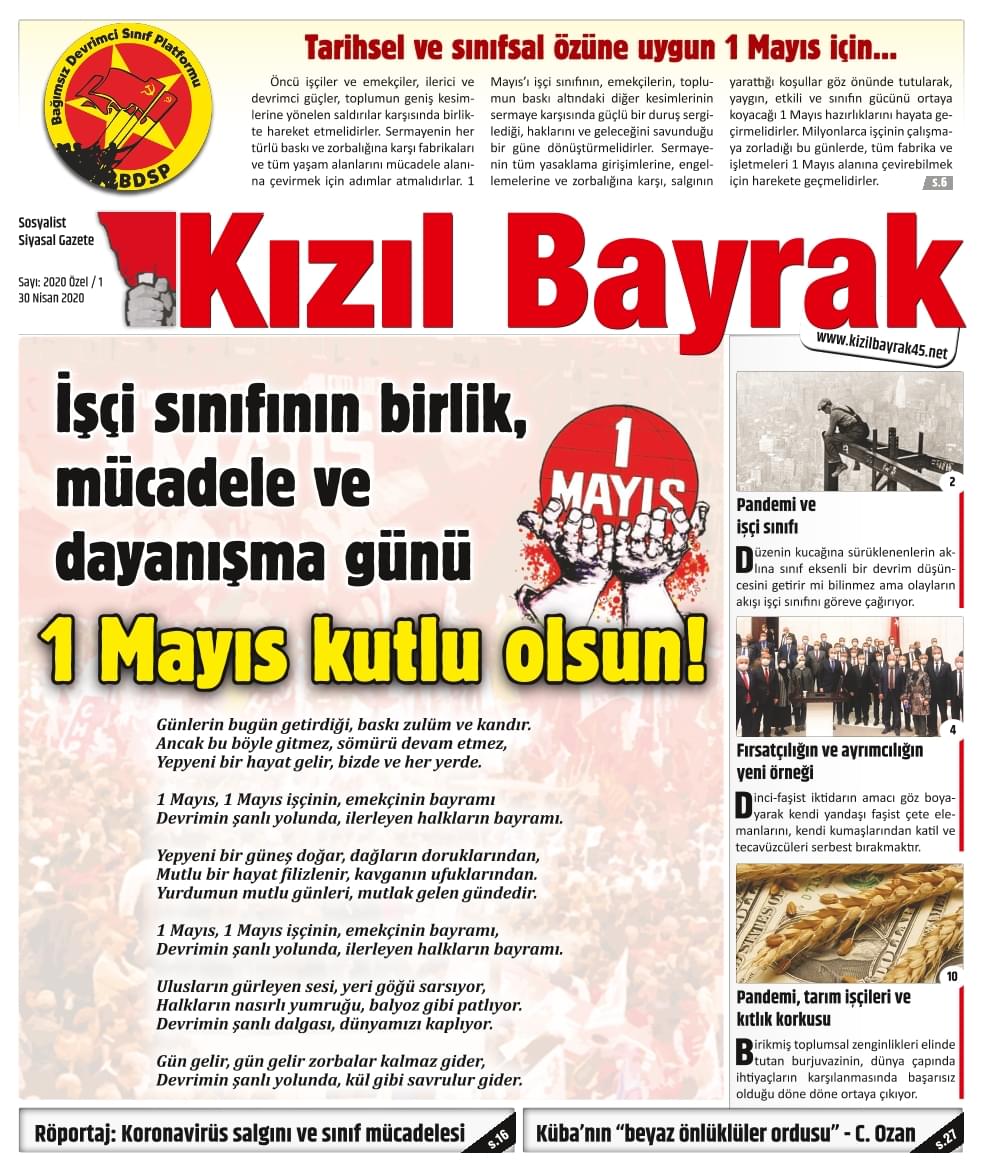 Bağımsız Devrimci Sınıf Platformu
BDSP
Tarihsel ve sınıfsal özüne uygun 1 Mayıs için...
Öncü işçiler ve emekçiler, ilerici ve
devrimci güçler, toplumun geniş kesim-
lerine yönelen saldırılar karşısında birlik-
te hareket etmelidirler. Sermayenin her
türlü baskı ve zorbalığına karşı fabrikaları
ve tüm yaşam alanlarını mücadele alanı-
na çevirmek için adımlar atmalıdırlar. 1
Mayıs’ı işçi sınıfının, emekçilerin, toplu-
mun baskı altındaki diğer kesimlerinin
sermaye karşısında güçlü bir duruş sergi-
lediği, haklarını ve geleceğini savunduğu
bir güne dönüştürmelidirler. Sermaye-
nin tüm yasaklama girişimlerine, engel-
lemelerine ve zorbalığına karşı, salgının
yarattığı koşullar göz önünde tutularak,
yaygın, etkili ve sınıfın gücünü ortaya
koyacağı 1 Mayıs hazırlıklarını hayata ge-
çirmelidirler. Milyonlarca işçinin çalışma-
ya zorladığı bu günlerde, tüm fabrika ve
işletmeleri 1 Mayıs alanına çevirebilmek
için harekete geçmelidirler.
s.6
Sosyalist
Siyasal Gazete
Sayı: 2020 Özel / 1
30 Nisan 2020
Kızıl Bayrak
www.kizilbayrak45.net
İşçi sınıfının birlik,
mücadele ve
dayanışma günü
1
MAYIS
1 Mayıs kutlu olsun!
Günlerin bugün getirdiği, baskı zulüm ve kandır.
Ancak bu böyle gitmez, sömürü devam etmez,
Yepyeni bir hayat gelir, bizde ve her yerde.
1 Mayıs, 1 Mayıs işçinin, emekçinin bayramı
Devrimin şanlı yolunda, ilerleyen halkların bayramı.
Yepyeni bir güneş doğar, dağların doruklarından,
Mutlu bir hayat filizlenir, kavganın ufuklarından.
Yurdumun mutlu günleri, mutlak gelen gündedir.
1 Mayıs, 1 Mayıs işçinin, emekçinin bayramı,
Devrimin şanlı yolunda, ilerleyen halkların bayramı.
Ulusların gürleyen sesi, yeri göğü sarsıyor,
Halkların nasırlı yumruğu, balyoz gibi patlıyor.
Devrimin şanlı dalgası, dünyamızı kaplıyor.
Gün gelir, gün gelir zorbalar kalmaz gider,
Devrimin şanlı yolunda, kül gibi savrulur gider.
2
Pandemi ve
işçi sınıfı
Düzenin kucağına sürüklenenlerin ak-
lına sınıf eksenli bir devrim düşün-
cesini getirir mi bilinmez ama olayların
akışı işçi sınıfını göreve çağırıyor.
4
Fırsatçılığın ve ayrımcılığın
yeni örneği
Dinci-faşist iktidarın amacı göz boya-
yarak kendi yandaşı faşist çete ele-
manlarını, kendi kumaşlarından katil ve
tecavüzcüleri serbest bırakmaktır.
10
Pandemi, tarım işçileri ve
kıtlık korkusu
Birikmiş toplumsal zenginlikleri elinde
tutan burjuvazinin, dünya çapında
ihtiyaçların karşılanmasında başarısız
olduğu döne döne ortaya çıkıyor.
Röportaj: Koronavirüs salgını ve sınıf mücadelesi
s.16
Küba’nın “beyaz önlüklüler ordusu” - C. Ozan
s.27